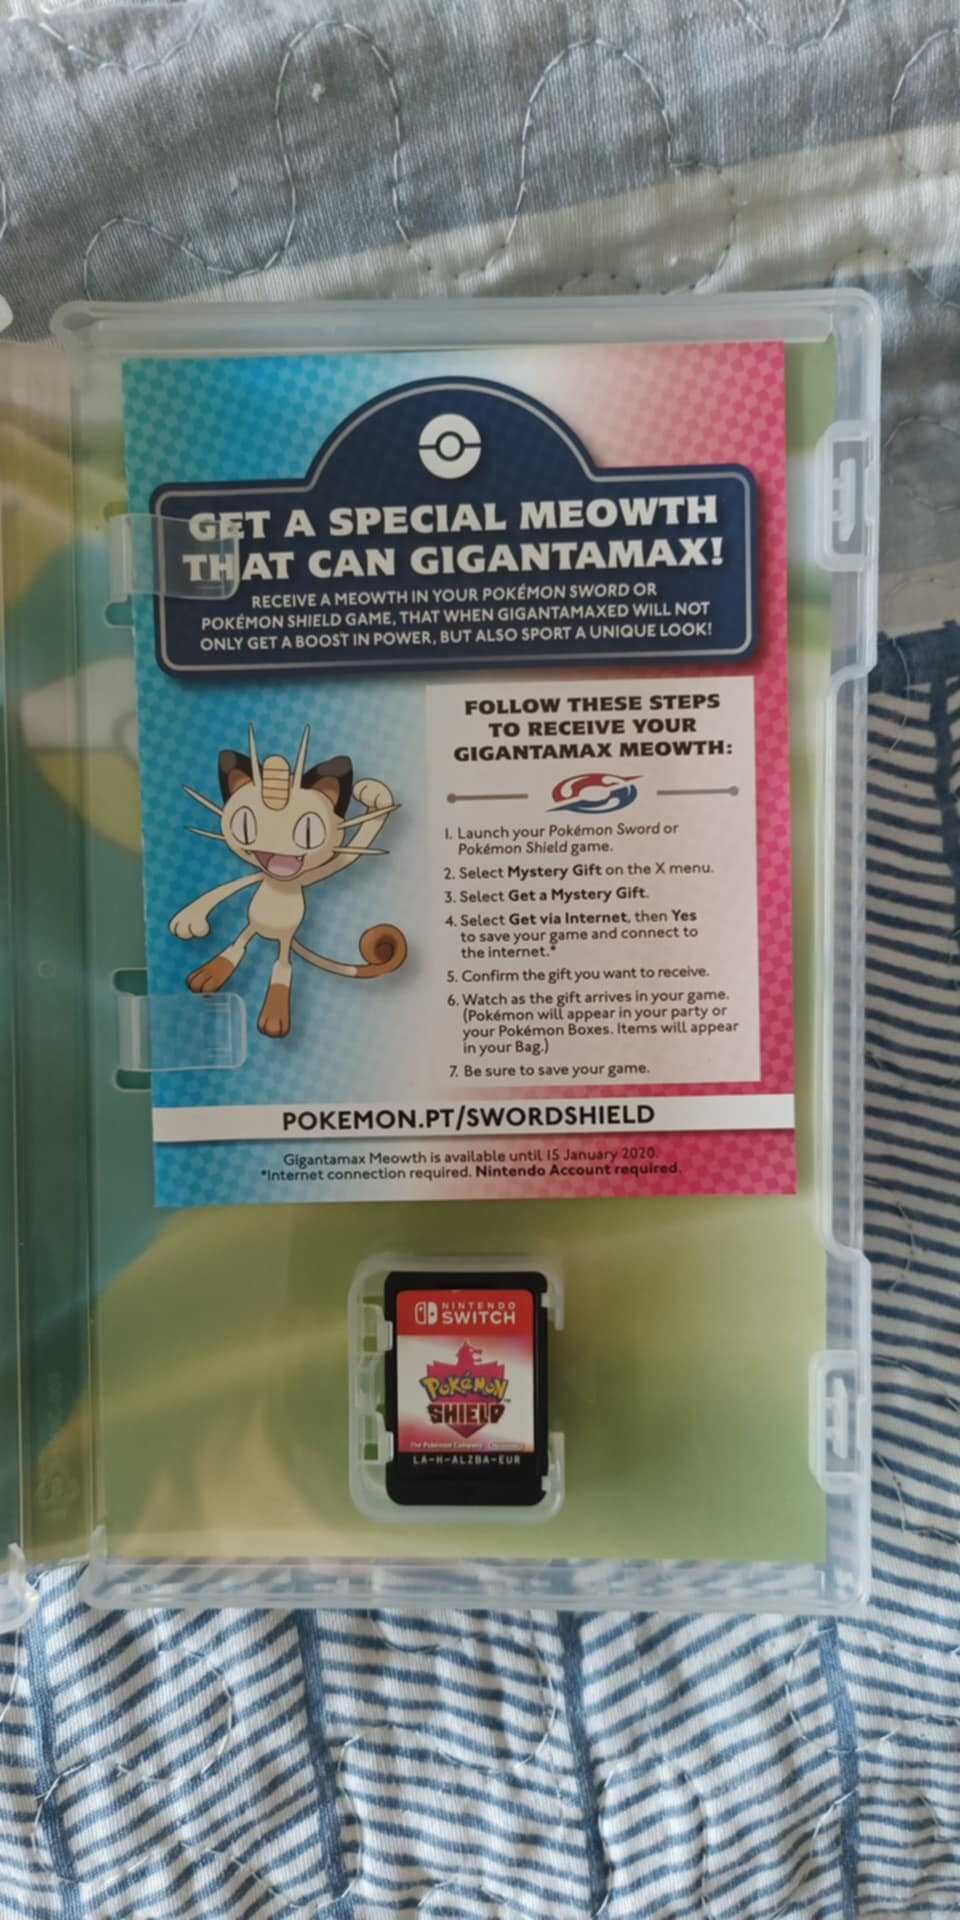 GET A SPECIAL MEOWTH
THAT CAN GIGANTAMAX!
RECEIVE A MEOWTH IN YOUR POKÉMON SWORD OR
POKÉMON SHIELD GAME, THAT WHEN GIGANTAMAXED WILL NOT
ONLY GET A BOOST IN POWER, BUT ALSO SPORT A UNIQUE LOOK!
FOLLOW THESE STEPS
TO RECEIVE YOUR
GIGANTAMAX MEOWTH:
1. Launch your Pokémon Sword or
Pokémon Shield game.
2. Select Mystery Gift on the X menu.
3. Select Get a Mystery Gift.
4. Select Get via Internet, then Yes
to save your game and connect to
the internet.*
5. Confirm the gift you want to receive.
6. Watch as the gift arrives in your game.
(Pokémon will appear in your party or
your Pokémon Boxes. Items will appear
in your Bag.)
7. Be sure to save your game.
POKEMON.PT/SWORDSHIELD
Gigantamax Meowth is available until 15 January 2020.
*Internet connection required. Nintendo Account required.
NINTENDO
SWITCH
POKéMON
SHIELD
The Pokémon Company
LA-H-ALZBA-EUR